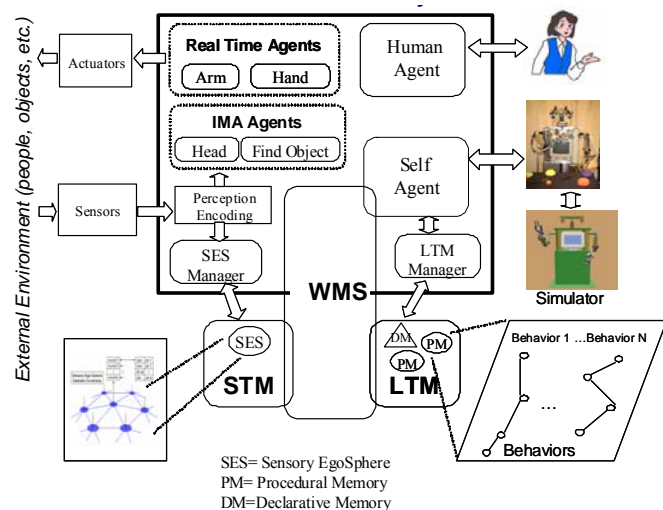 External Environment (people, objects, etc.)
Actuators
Real Time Agents
Arm
Hand
Human
Agent
IMA Agents
Head
Find Object
Self
Agent
Sensors
Perception
Encoding
SES
Manager
LTM
Manager
WMS
Simulator
SES
STM
DM
PM
PM
LTM
Behavior 1 ...Behavior N
...
Behaviors
SES= Sensory EgoSphere
PM= Procedural Memory
DM=Declarative Memory